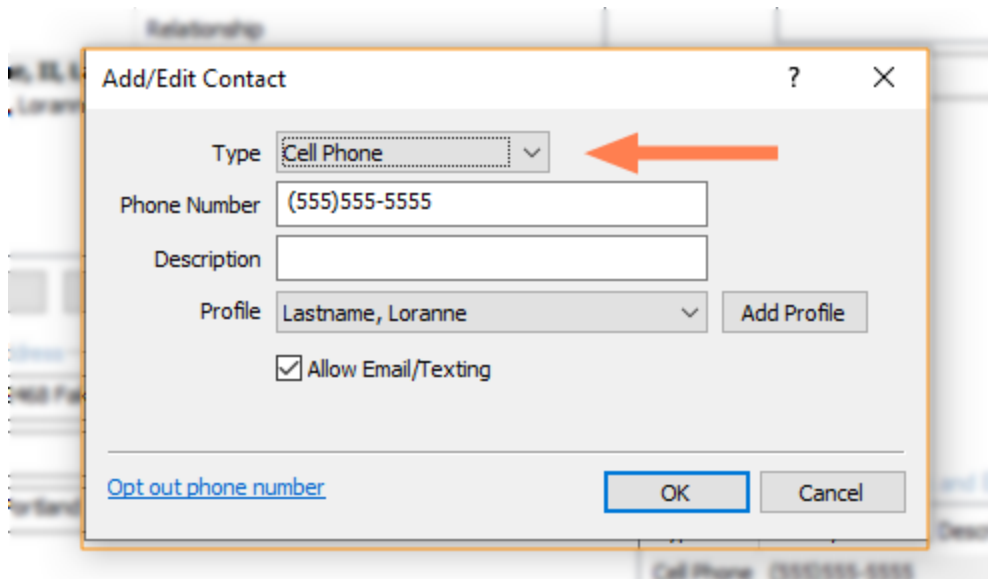 Relationship
Add/Edit Contact ?
Type Cell Phone
Phone Number (555)555-5555
Description
Profile Lastname, Loranne Add Profile
Allow Email/Texting
Opt out phone number OK Cancel
Portland
Cell Phone (555)555-5555